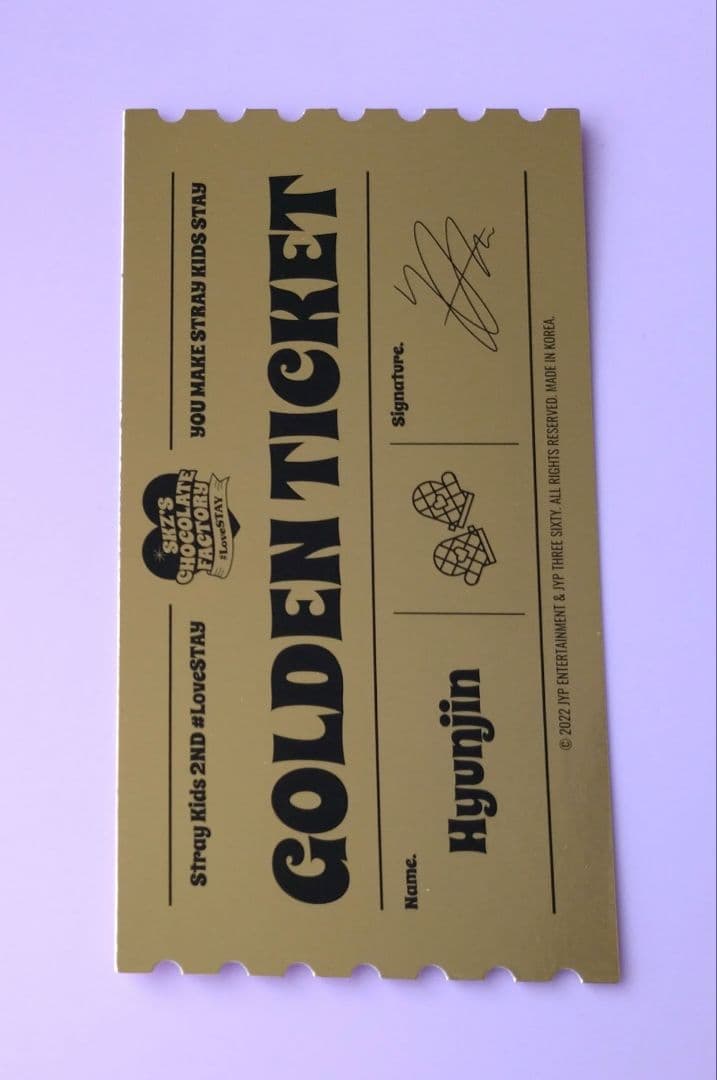 Stray Kids 2ND #LoveSTAY
SKZ'S
CHOCOLATE
FACTORY
#LoveSTAY
YOU MAKE STRAY KIDS STAY
GOLDEN TICKET
Name.
Hyunjin
Signature.
© 2022 JYP ENTERTAINMENT & JYP THREE SIXTY. ALL RIGHTS RESERVED. MADE IN KOREA.